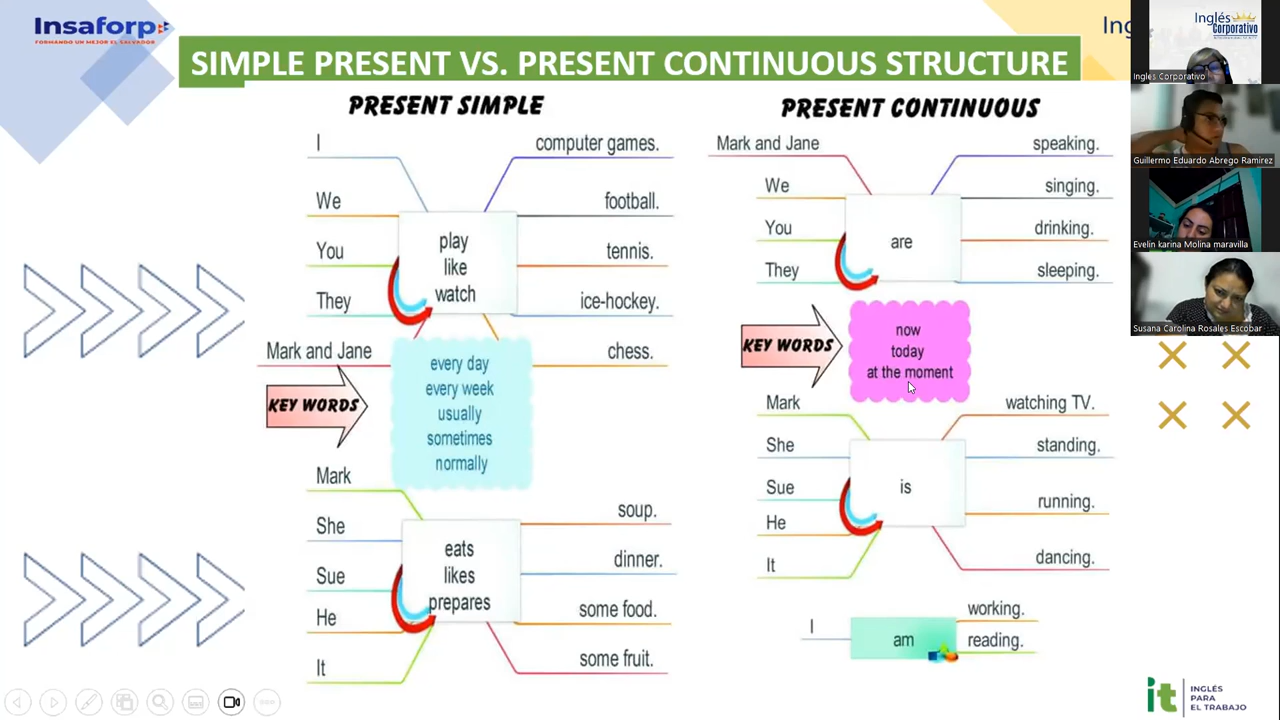 Insaforp
FORMANDO UN MEJOR EL SALVADOR
SIMPLE PRESENT VS. PRESENT CONTINUOUS STRUCTURE
PRESENT SIMPLE
I
We
You
They
Mark and Jane
play
like
watch
computer games.
football.
tennis.
ice-hockey.
chess.
KEY WORDS
every day
every week
usually
sometimes
normally
Mark
She
Sue
He
It
eats
likes
prepares
soup.
dinner.
some food.
some fruit.
PRESENT CONTINUOUS
Mark and Jane
We
You
They
are
speaking.
singing.
drinking.
sleeping.
KEY WORDS
now
today
at the moment
Mark
She
Sue
He
It
is
watching TV.
standing.
running.
dancing.
I
am
working.
reading.
Ing
Inglés
Corporativo
Ingles Corporativo
Guillermo Eduardo Abrego Ramirez
Evelin karina Molina maravilla
Susana Carolina Rosales Escobar
it
INGLÉS
PARA
EL TRABAJO